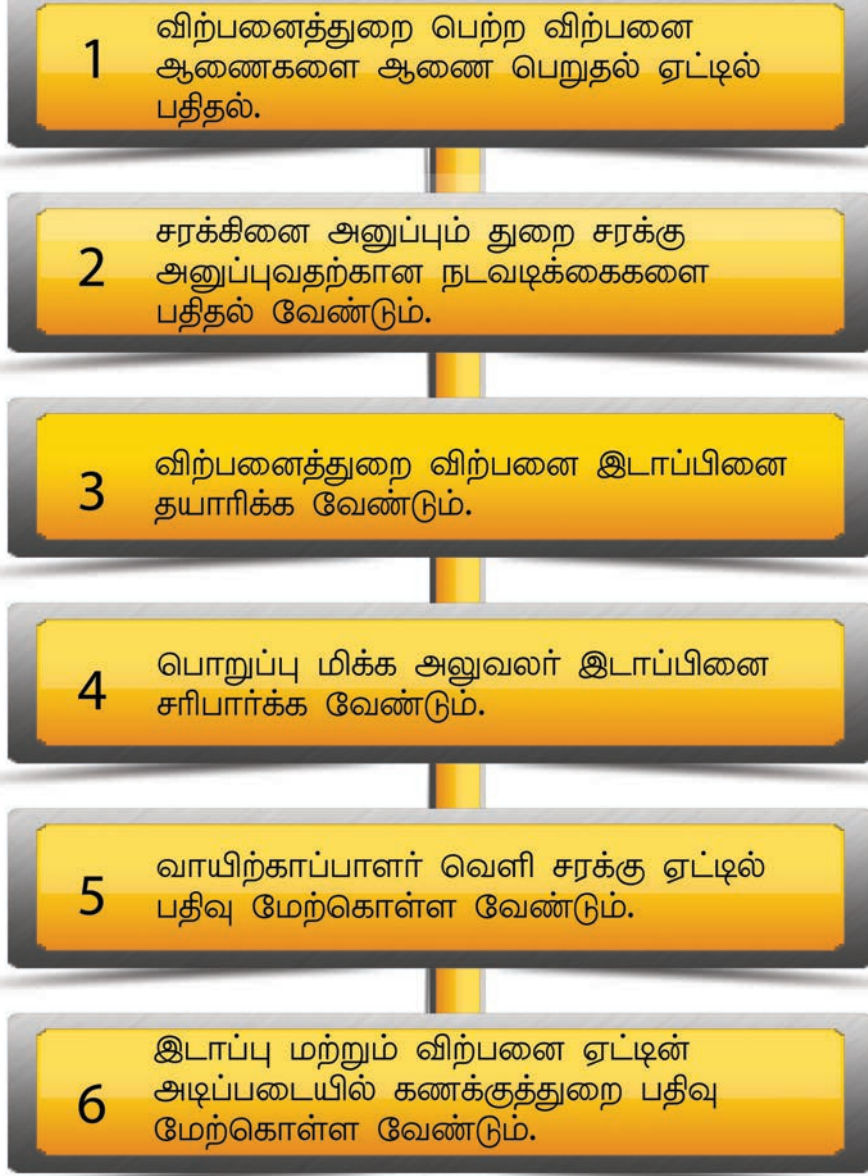 1
விற்பனைத்துறை பெற்ற விற்பனை
ஆணைகளை ஆணை பெறுதல் ஏட்டில்
பதிதல்.
2
சரக்கினை அனுப்பும் துறை சரக்கு
அனுப்புவதற்கான நடவடிக்கைகளை
பதிதல் வேண்டும்.
3
விற்பனைத்துறை விற்பனை இடாப்பினை
தயாரிக்க வேண்டும்.
4
பொறுப்பு மிக்க அலுவலர் இடாப்பினை
சரிபார்க்க வேண்டும்.
5
வாயிற்காப்பாளர் வெளி சரக்கு ஏட்டில்
பதிவு மேற்கொள்ள வேண்டும்.
6
இடாப்பு மற்றும் விற்பனை ஏட்டின்
அடிப்படையில் கணக்குத்துறை பதிவு
மேற்கொள்ள வேண்டும்.